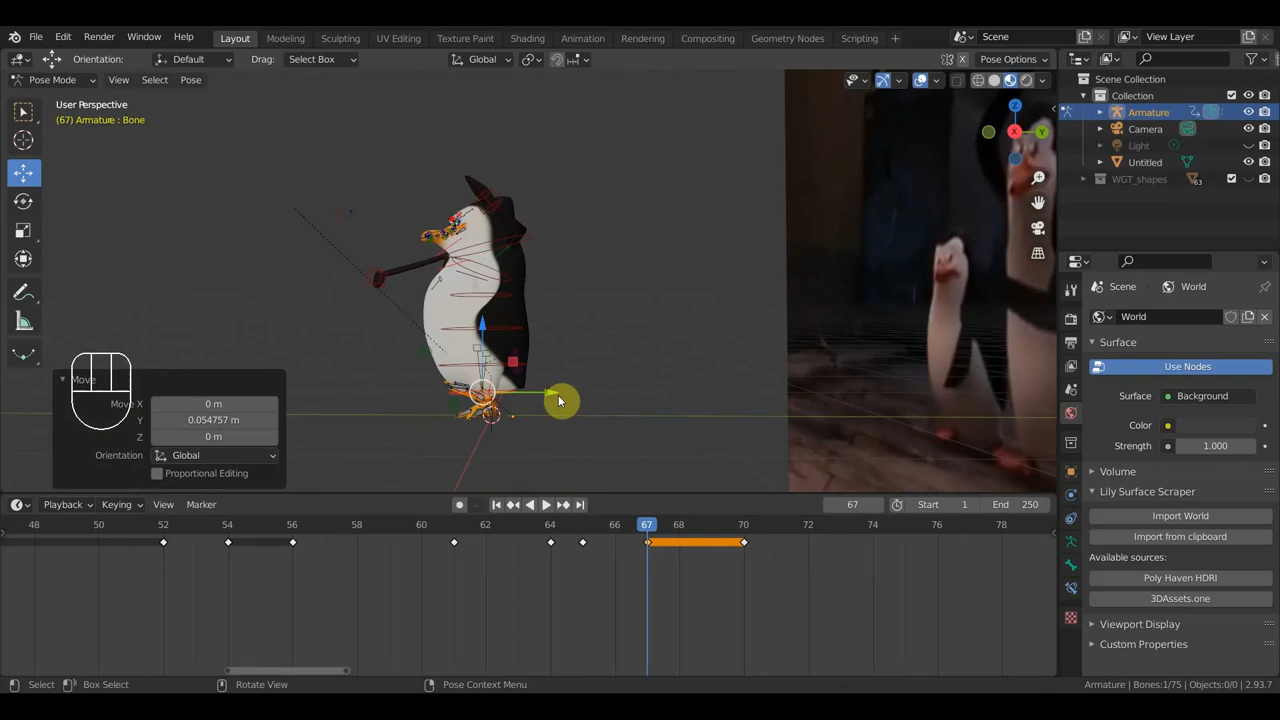 File Edit Render Window Help Layout Modeling Sculpting UV Editing Texture Paint Shading Animation Rendering Compositing Geometry Nodes Scripting + Scene View Layer
Orientation: Default Drag: Select Box Global X Pose Options
Pose Mode View Select Pose
User Perspective
(67) Armature : Bone
Z
X
Y
Scene Collection
Collection
Armature
Camera
Light
Untitled
WGT_shapes 63
Scene World
World
Surface
Use Nodes
Surface Background
Color
Strength 1.000
Volume
Lily Surface Scraper
Import World
Import from clipboard
Available sources:
Poly Haven HDRI
3DAssets.one
Viewport Display
Custom Properties
Move
Move X 0 m
Y 0.054757 m
Z 0 m
Orientation Global
Proportional Editing
Playback Keying View Marker 67 Start 1 End 250
48 50 52 54 56 58 60 62 64 66 67 68 70 72 74 76 78
Select Box Select Rotate View Pose Context Menu Armature | Bones:1/75 | Objects:0/0 | 2.93.7